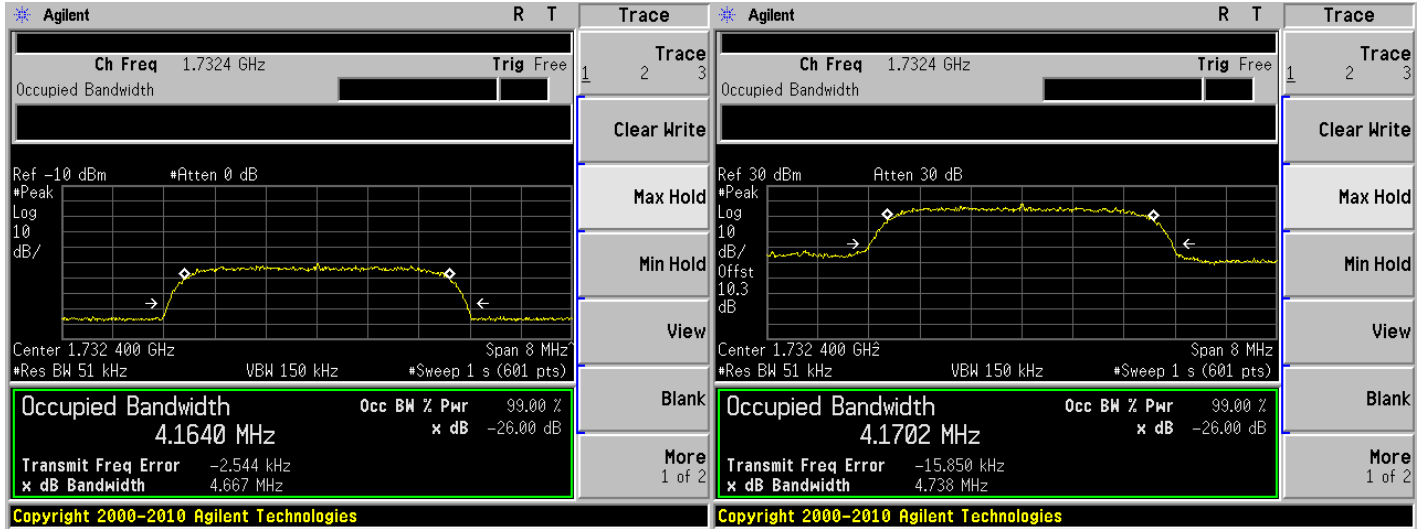 Agilent R T Trace
Ch Freq 1.7324 GHz Trig Free
Occupied Bandwidth
Trace
1 2 3
Clear Write
Max Hold
Min Hold
View
Blank
More
1 of 2
Ref -10 dBm #Atten 0 dB
#Peak
Log
10
dB/
Center 1.732 400 GHz Span 8 MHz
#Res BW 51 kHz VBW 150 kHz #Sweep 1 s (601 pts)
Occupied Bandwidth Occ BW % Pwr 99.00 %
4.1640 MHz x dB -26.00 dB
Transmit Freq Error -2.544 kHz
x dB Bandwidth 4.667 MHz
Copyright 2000-2010 Agilent Technologies
Agilent R T Trace
Ch Freq 1.7324 GHz Trig Free
Occupied Bandwidth
Trace
1 2 3
Clear Write
Max Hold
Min Hold
View
Blank
More
1 of 2
Ref 30 dBm Atten 30 dB
#Peak
Log
10
dB/
Offst
10.3
dB
Center 1.732 400 GHz Span 8 MHz
#Res BW 51 kHz VBW 150 kHz #Sweep 1 s (601 pts)
Occupied Bandwidth Occ BW % Pwr 99.00 %
4.1702 MHz x dB -26.00 dB
Transmit Freq Error -15.850 kHz
x dB Bandwidth 4.738 MHz
Copyright 2000-2010 Agilent Technologies